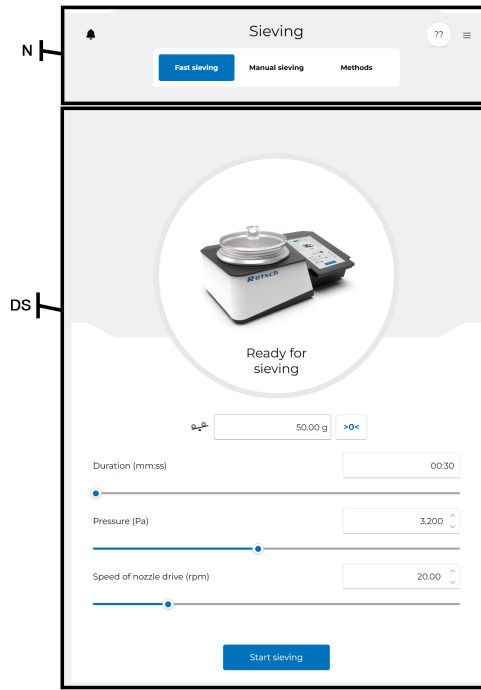 N
Sieving
??
Fast sieving
Manual sieving
Methods
DS
Retsch
Ready for
sieving
50.00 g
>0<
Duration (mm:ss)
00:30
Pressure (Pa)
3,200
Speed of nozzle drive (rpm)
20.00
Start sieving